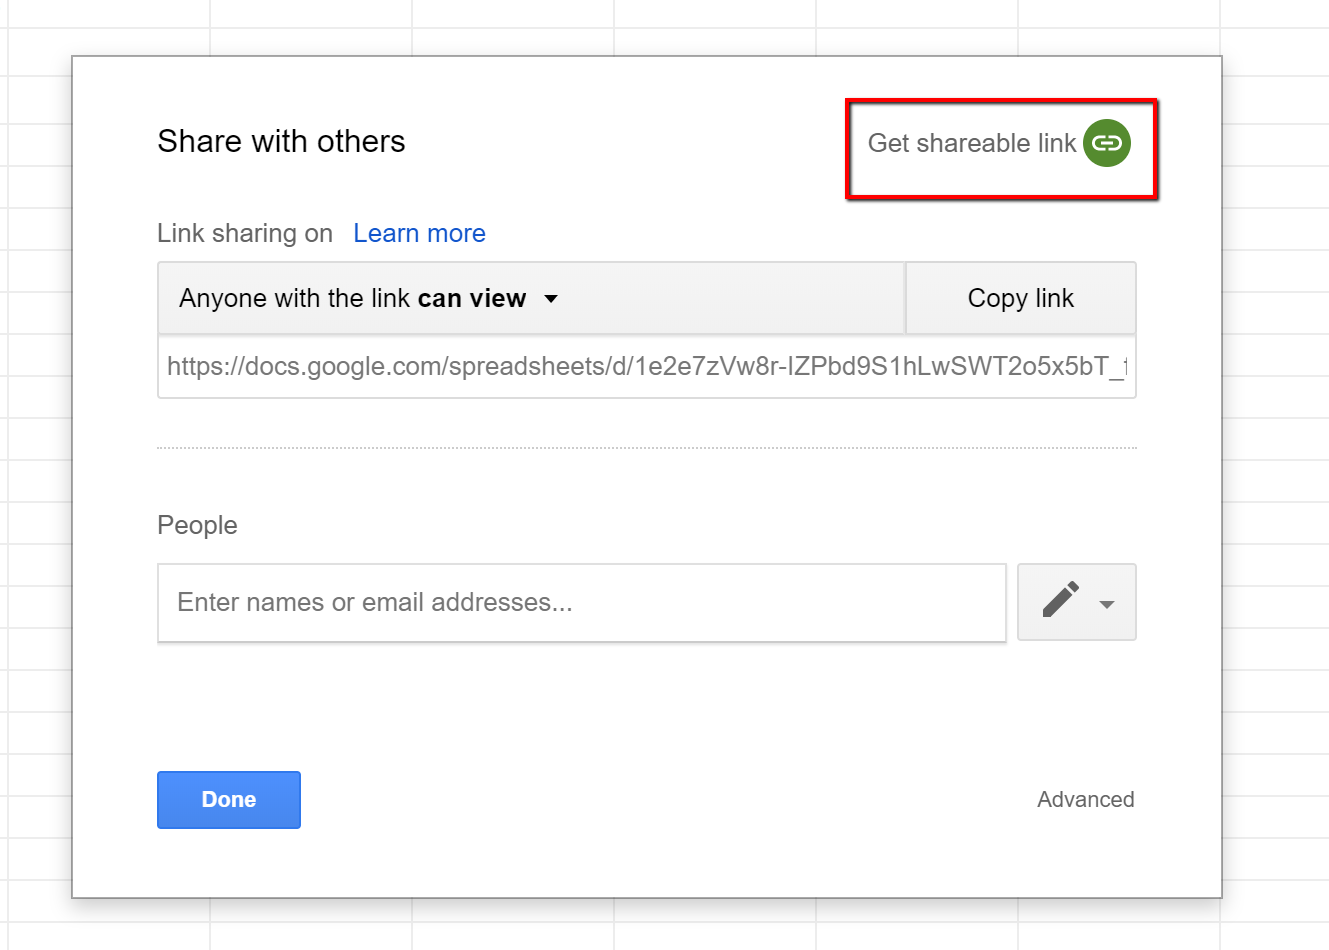 Share with others
Get shareable link
Link sharing on Learn more
Anyone with the link can view
Copy link
https://docs.google.com/spreadsheets/d/1e2e7zVw8r-IZPbd9S1hLwSWT2o5x5bT_
People
Enter names or email addresses...
Done
Advanced